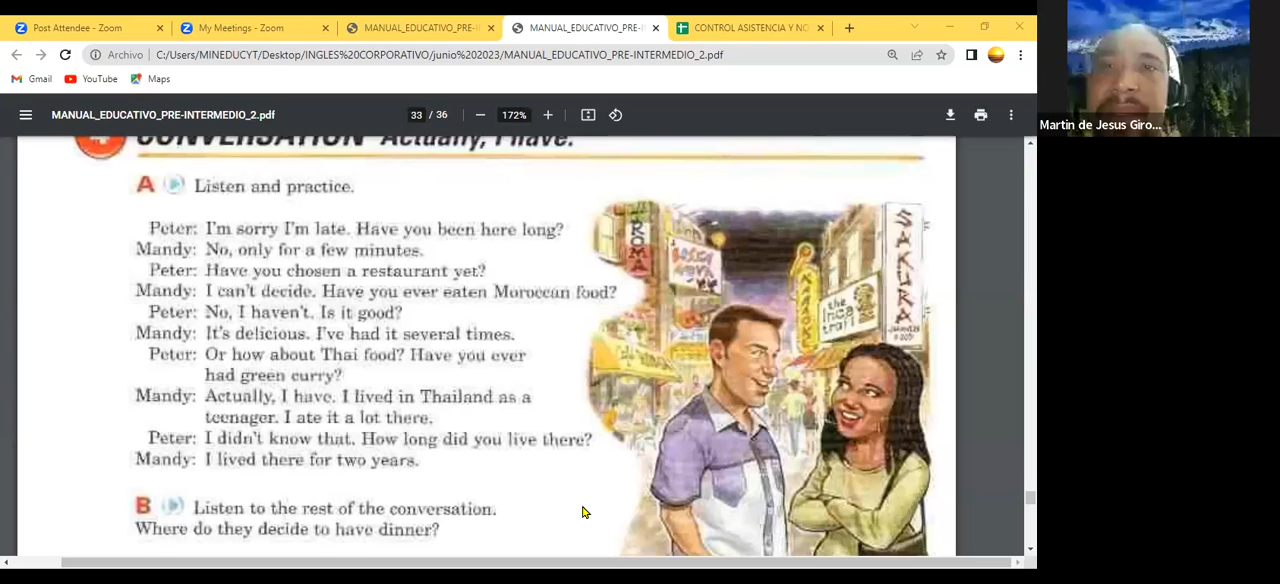 Post Attendee - Zoom
My Meetings - Zoom
MANUAL_EDUCATIVO_PRE-I
MANUAL_EDUCATIVO_PRE-I
CONTROL ASISTENCIA Y NO
Archivo
C:/Users/MINEDUCYT/Desktop/INGLES%20CORPORATIVO/junio%202023/MANUAL_EDUCATIVO_PRE-INTERMEDIO_2.pdf
Gmail
YouTube
Maps
MANUAL_EDUCATIVO_PRE-INTERMEDIO_2.pdf
33 / 36
172%
Martin de Jesus Giro...
CONVERSATION Actually, I have.
A Listen and practice.
Peter: I'm sorry I'm late. Have you been here long?
Mandy: No, only for a few minutes.
Peter: Have you chosen a restaurant yet?
Mandy: I can't decide. Have you ever eaten Moroccan food?
Peter: No, I haven't. Is it good?
Mandy: It's delicious. I've had it several times.
Peter: Or how about Thai food? Have you ever
had green curry?
Mandy: Actually, I have. I lived in Thailand as a
teenager. I ate it a lot there.
Peter: I didn't know that. How long did you live there?
Mandy: I lived there for two years.
B Listen to the rest of the conversation.
Where do they decide to have dinner?
ROMA
KARAOKE
the
Inca
trail
SAKURA